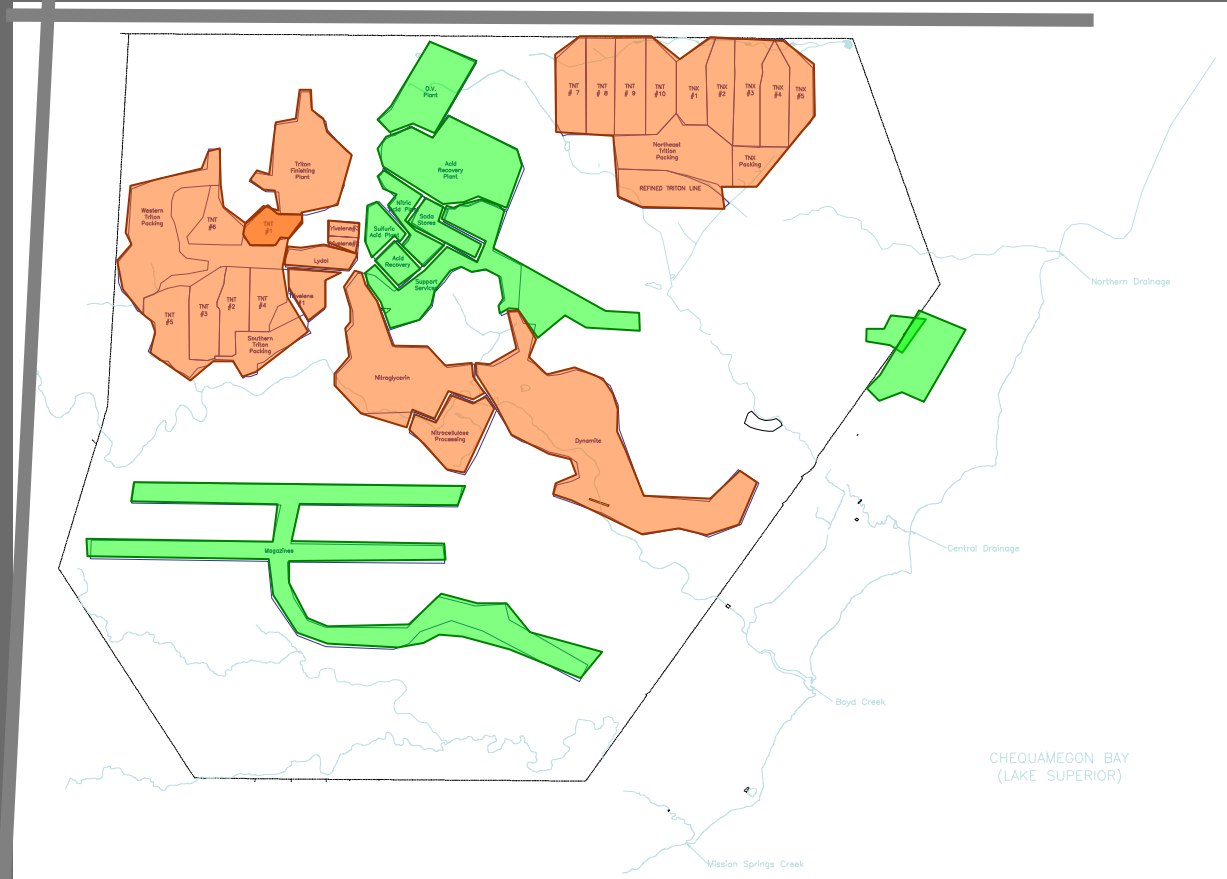 O.V.
Plant
TNT
# 7
TNT
# 8
TNT
# 9
TNT
#10
TNX
#1
TNX
#2
TNX
#3
TNX
#4
TNX
#5
Northeast
Triton
Packing
TNX
Packing
REFINED TRITON LINE
Triton
Finishing
Plant
Acid
Recovery
Plant
Western
Triton
Packing
TNT
#6
TNT
#1
Nitric
Acid Plant
Soda
Stores
Sulfuric
Acid Plant
Lydol
Acid
Recovery
Support
Services
#1
TNT
#5
TNT
#3
TNT
#2
TNT
#4
Southern
Triton
Packing
Nitroglycerin
Nitrocellulose
Processing
Dynamite
Magazines
Northern Drainage
Central Drainage
Boyd Creek
CHEQUAMEGON BAY
(LAKE SUPERIOR)
Mission Springs Creek